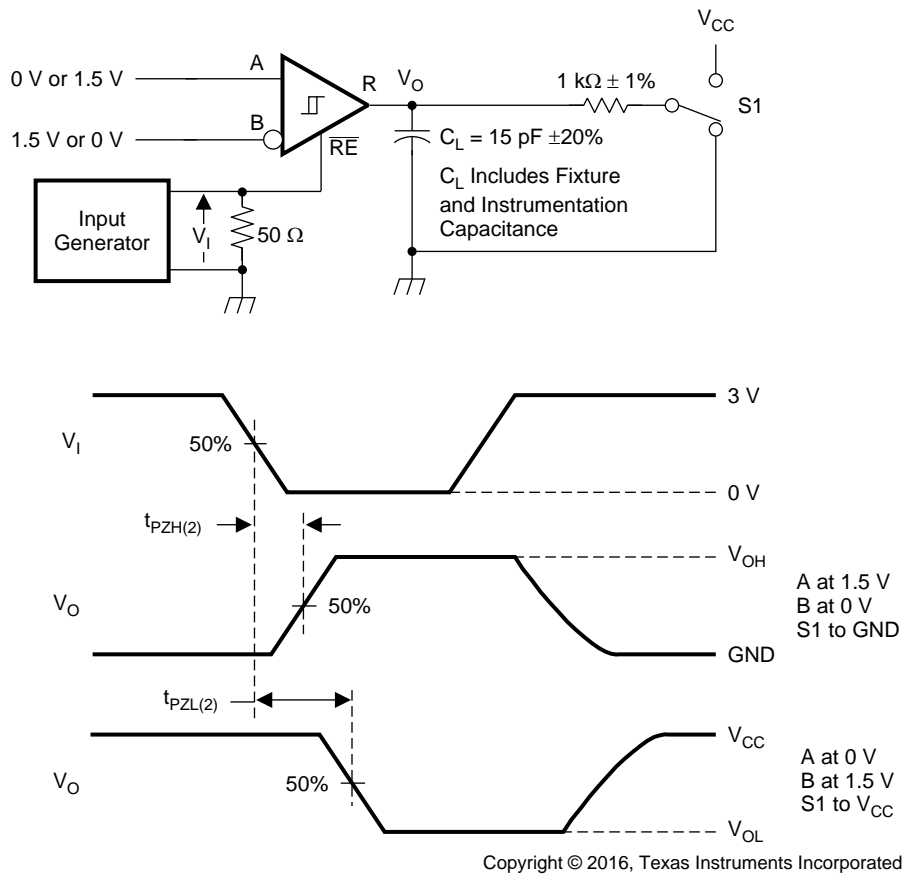 V_CC
0 V or 1.5 V
A
R
V_O
1 kΩ ± 1%
S1
1.5 V or 0 V
B
R̅E̅
C_L = 15 pF ±20%
C_L Includes Fixture
and Instrumentation
Capacitance
Input
Generator
V_I
50 Ω
3 V
V_I
50%
0 V
t_PZH(2)
V_OH
A at 1.5 V
B at 0 V
S1 to GND
V_O
50%
GND
t_PZL(2)
V_CC
A at 0 V
B at 1.5 V
S1 to V_CC
V_O
50%
V_OL
Copyright © 2016, Texas Instruments Incorporated